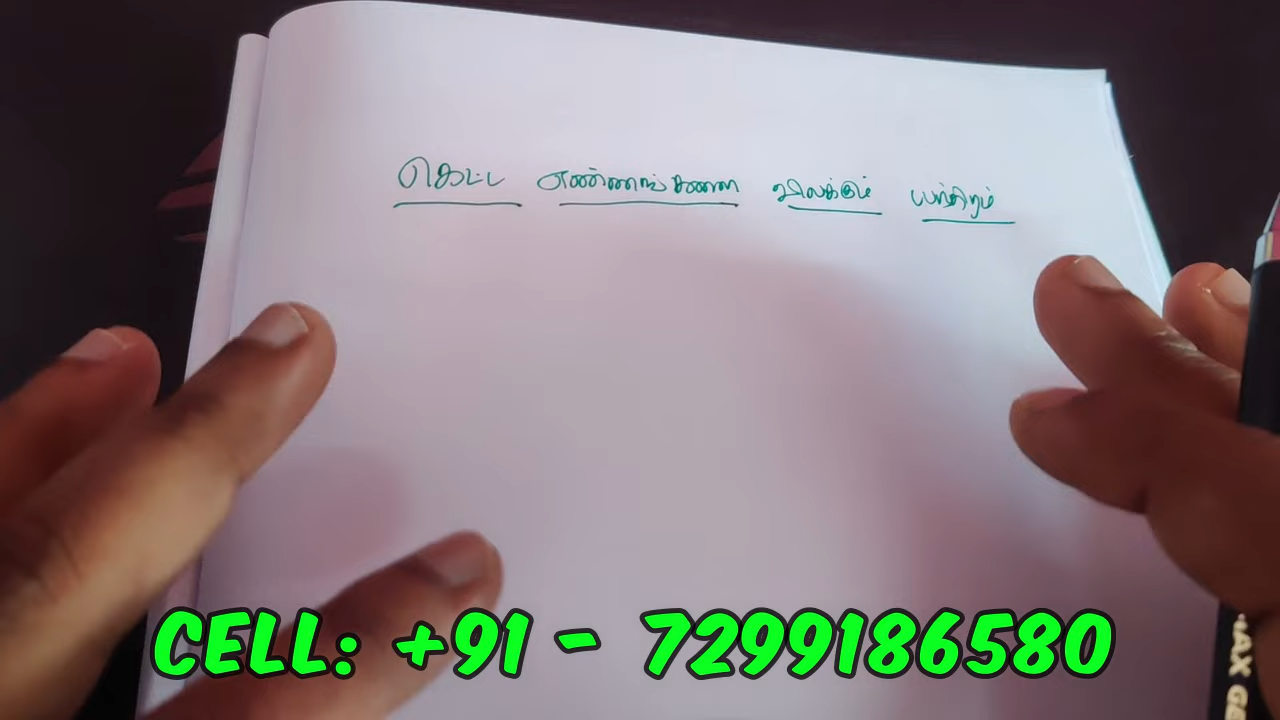 கெட்ட எண்ணங்களை விலக்கும் யந்திரம்
CELL: +91 - 7299186580